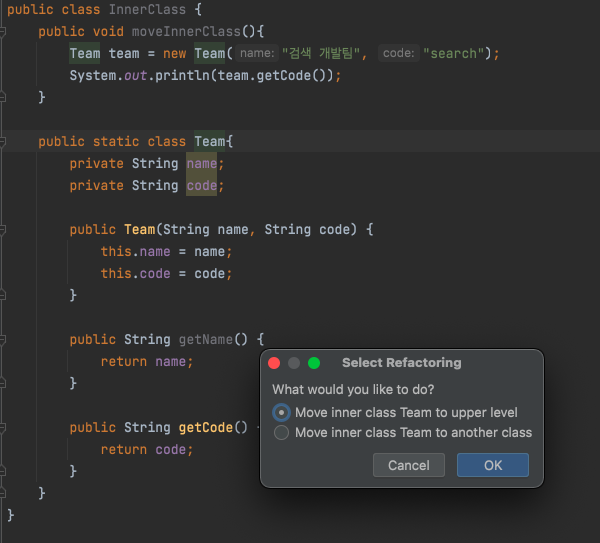 public class InnerClass {
public void moveInnerClass(){
Team team = new Team( name: "검색 개발팀", code: "search");
System.out.println(team.getCode());
}
public static class Team{
private String name;
private String code;
public Team(String name, String code) {
this.name = name;
this.code = code;
}
public String getName() {
return name;
}
public String getCode()
return code;
}
}
}
Select Refactoring
What would you like to do?
Move inner class Team to upper level
Move inner class Team to another class
Cancel OK